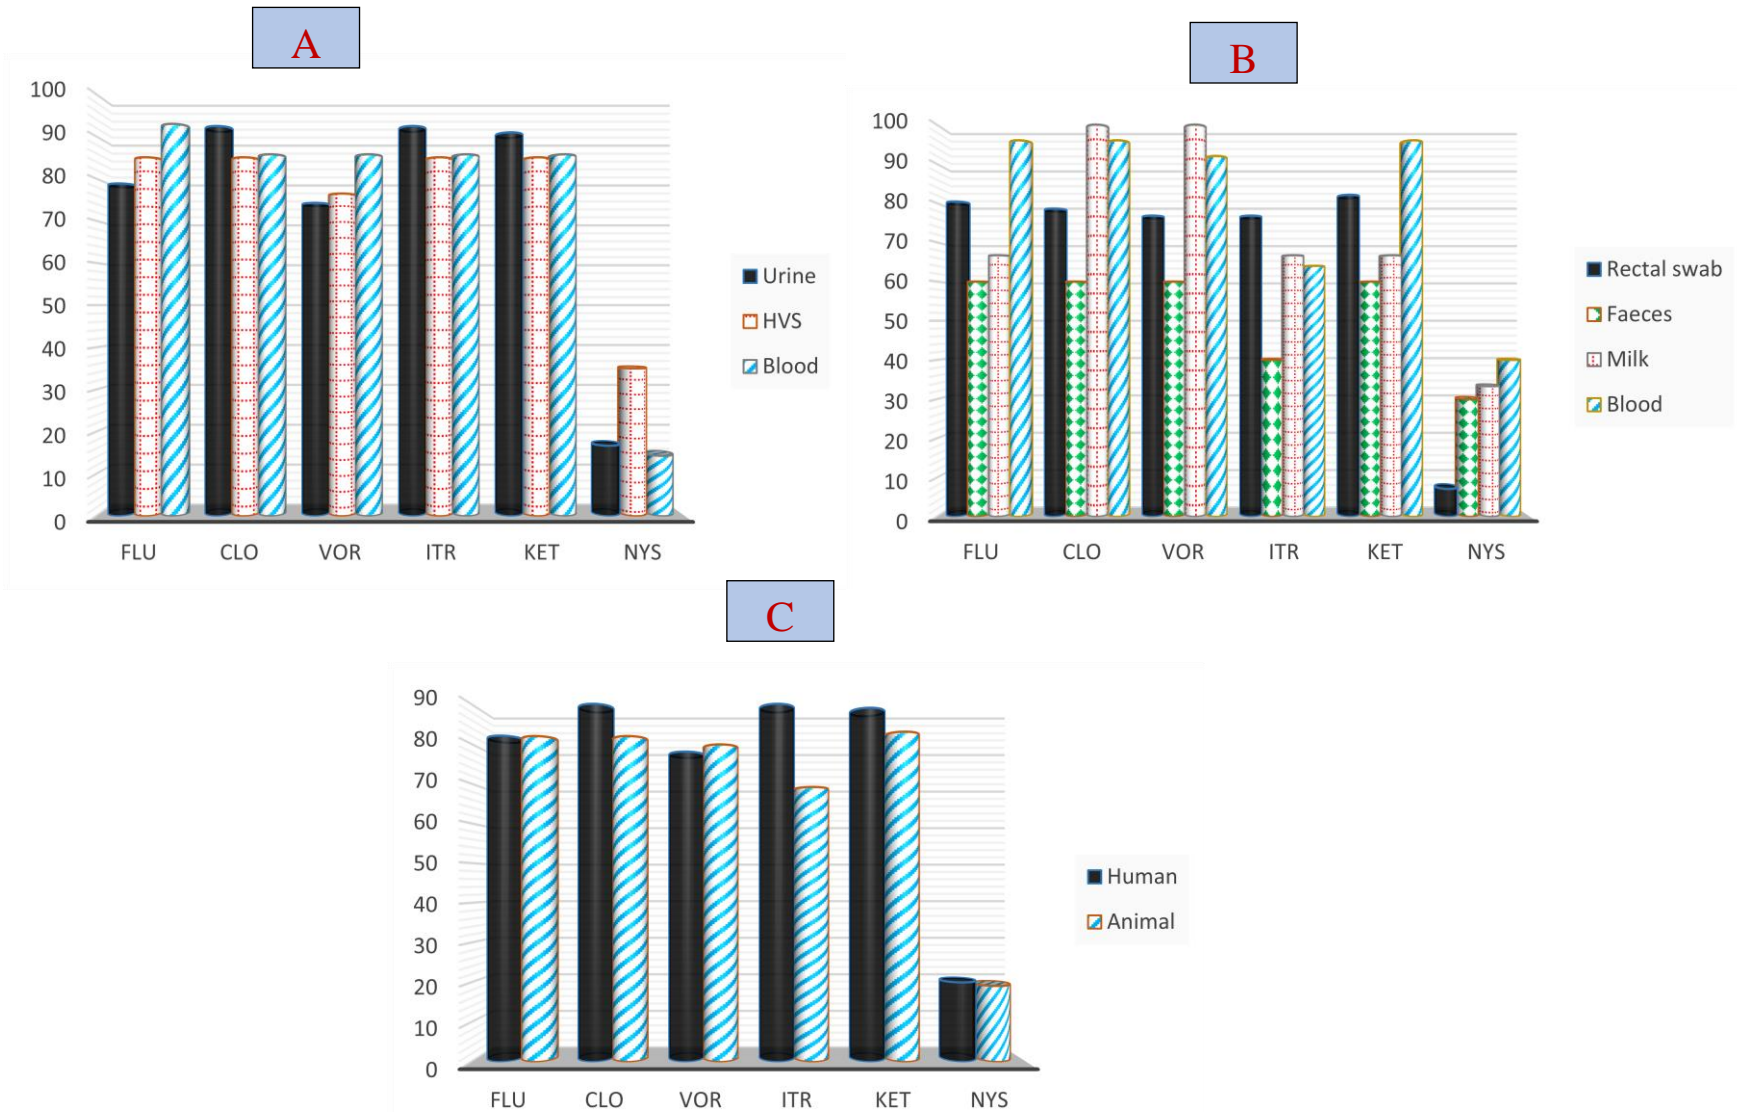 A
100
90
80
70
60
50
40
30
20
10
0
FLU CLO VOR ITR KET NYS
Urine
HVS
Blood
B
100
90
80
70
60
50
40
30
20
10
0
FLU CLO VOR ITR KET NYS
Rectal swab
Faeces
Milk
Blood
C
90
80
70
60
50
40
30
20
10
0
FLU CLO VOR ITR KET NYS
Human
Animal